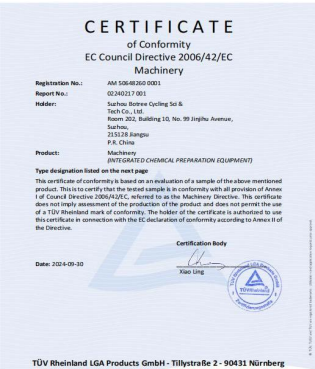 CERTIFICATE
of Conformity
EC Council Directive 2006/42/EC
Machinery
Registration No.: AM 50648260 0001
Report No.: 02240217 001
Holder: Suzhou Botree Cycling Sci &
Tech Co., Ltd.
Room 202, Building 10, No. 99 Jinjihu Avenue,
Suzhou,
215128 Jiangsu
P.R. China
Product: Machinery
(INTEGRATED CHEMICAL PREPARATION EQUIPMENT)
Type designation listed on the next page
This certificate of conformity is based on an evaluation of a sample of the above mentioned
product. This is to certify that the tested sample is in conformity with all provision of Annex
I of Council Directive 2006/42/EC, referred to as the Machinery Directive. This certificate
does not imply assessment of the production of the product and does not permit the use
of a TÜV Rheinland mark of conformity. The holder of the certificate is authorized to use
this certificate in connection with the EC declaration of conformity according to Annex II of
the Directive.
Certification Body
Date: 2024-09-30
Xiao Ling
TÜVRheinland
TÜV Rheinland LGA Products GmbH - Tillystraße 2 - 90431 Nürnberg